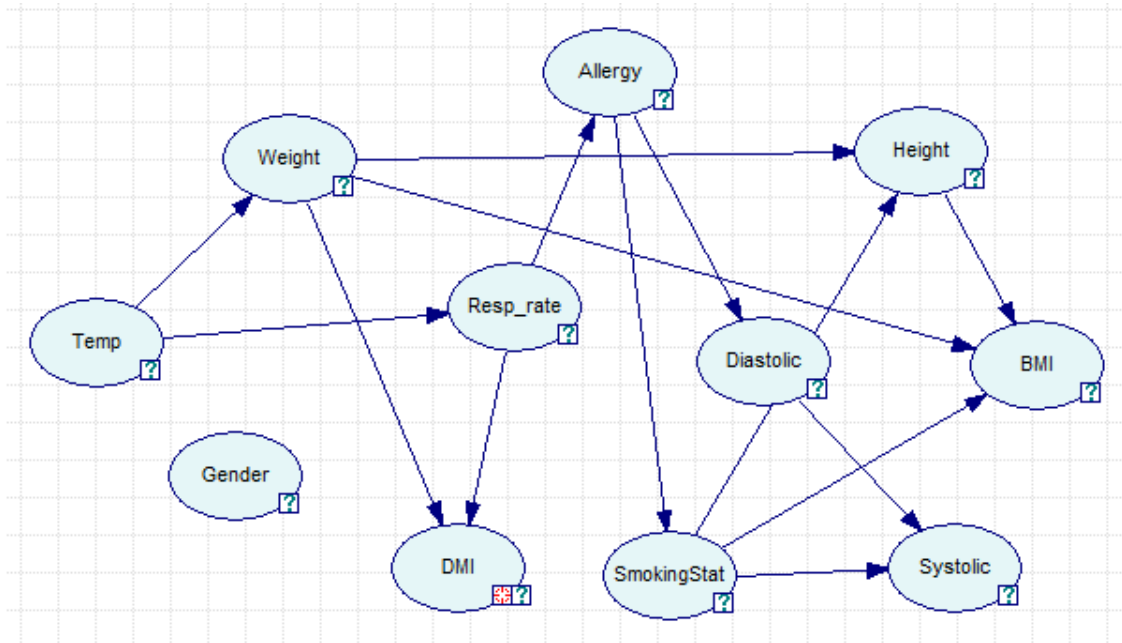 Allergy
?
Weight
?
Height
?
Resp_rate
?
Temp
?
Diastolic
?
BMI
?
Gender
?
DMI
?
SmokingStat
?
Systolic
?